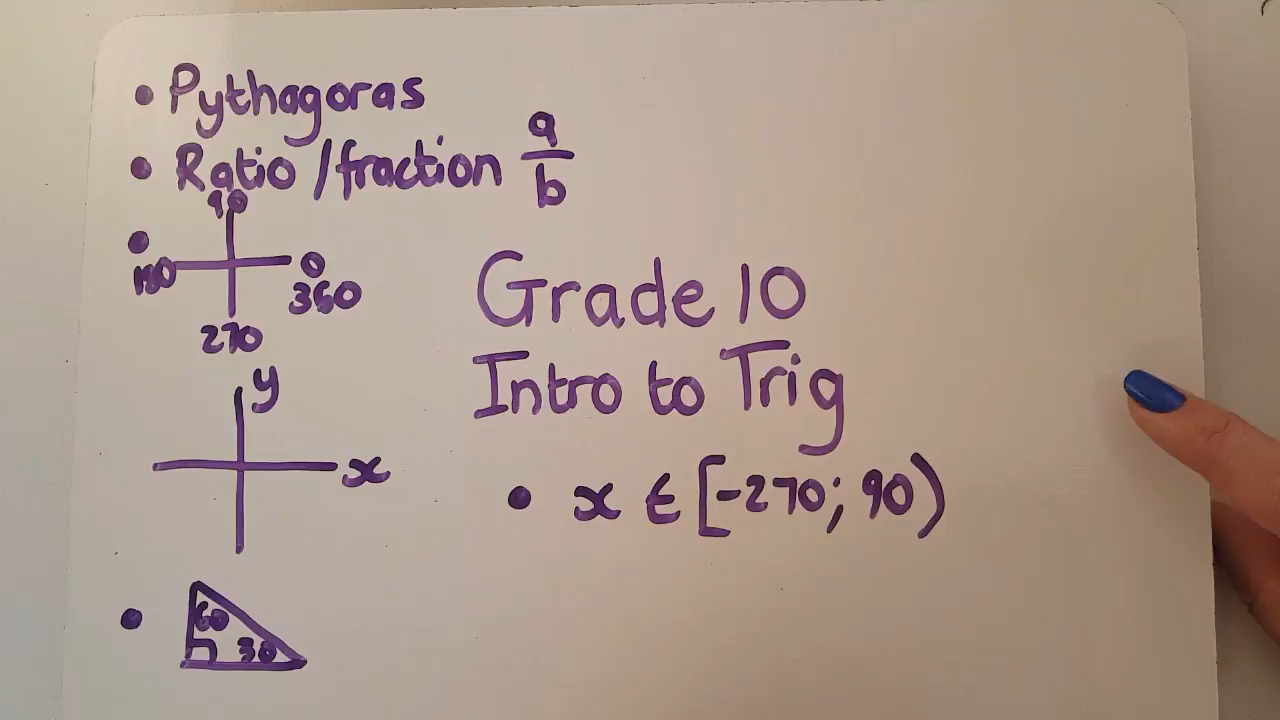 • Pythagoras
• Ratio/fraction a/b
90
180
0
360
270
y
x
60
30
Grade 10
Intro to Trig
• x ∈ [-270; 90)